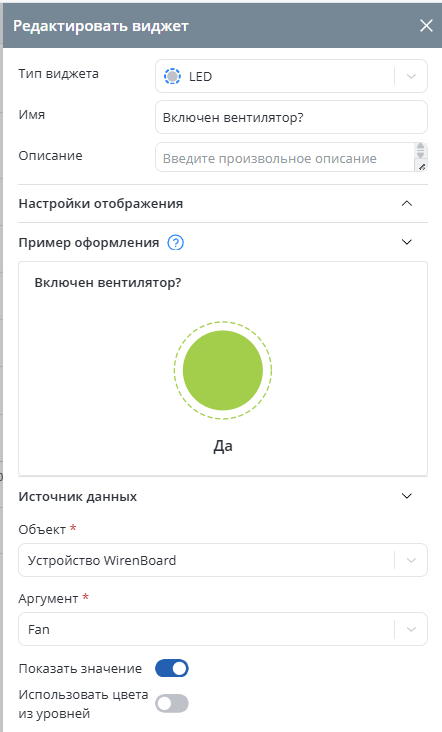 Редактировать виджет
Тип виджета
LED
Имя
Включен вентилятор?
Описание
Введите произвольное описание
Настройки отображения
Пример оформления ?
Включен вентилятор?
Да
Источник данных
Объект *
Устройство WirenBoard
Аргумент *
Fan
Показать значение
Использовать цвета
из уровней